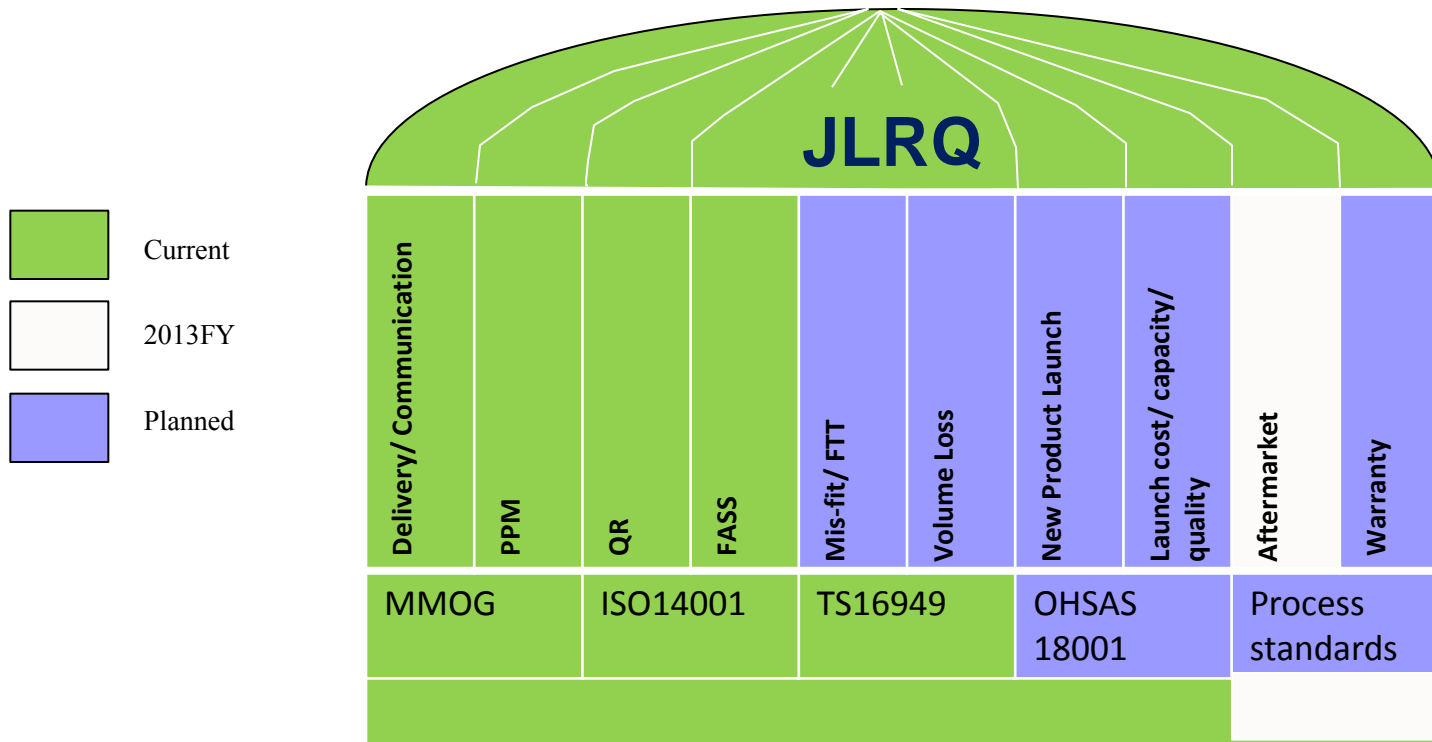 JLRQ
Current
2013FY
Planned
Delivery/ Communication
PPM
QR
FASS
Mis-fit/ FTT
Volume Loss
New Product Launch
Launch cost/ capacity/
quality
Aftermarket
Warranty
MMOG
ISO14001
TS16949
OHSAS
18001
Process
standards